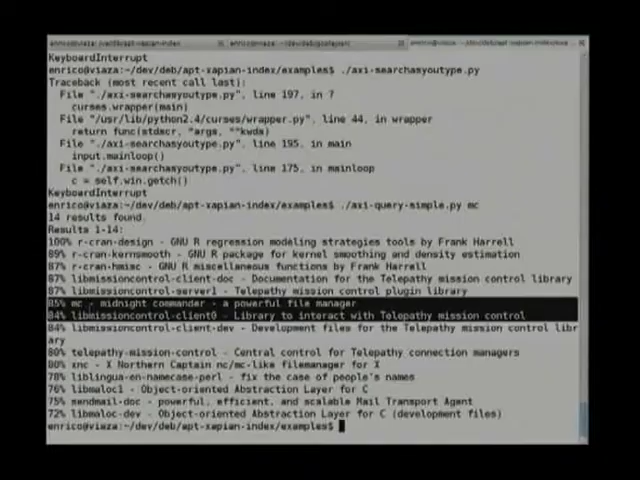 KeyboardInterrupt
enrico@viaza:~/dev/deb/apt-xapian-index/examples$ ./axi-searchasyoutype.py
Traceback (most recent call last):
File "./axi-searchasyoutype.py", line 197, in ?
curses.wrapper(main)
File "/usr/lib/python2.4/curses/wrapper.py", line 44, in wrapper
return func(stdscr, *args, **kwds)
File "./axi-searchasyoutype.py", line 195, in main
input.mainloop()
File "./axi-searchasyoutype.py", line 175, in mainloop
c = self.win.getch()
KeyboardInterrupt
enrico@viaza:~/dev/deb/apt-xapian-index/examples$ ./axi-query-simple.py mc
14 results found.
Results 1-14:
100% r-cran-design - GNU R regression modeling strategies tools by Frank Harrell
89% r-cran-kernsmooth - GNU R package for kernel smoothing and density estimation
87% r-cran-hmisc - GNU R miscellaneous functions by Frank Harrell
87% libmissioncontrol-client-doc - Documentation for the Telepathy mission control library
87% libmissioncontrol-server1 - Telepathy mission control plugin library
85% mc - midnight commander - a powerful file manager
84% libmissioncontrol-client0 - Library to interact with Telepathy mission control
84% libmissioncontrol-client-dev - Development files for the Telepathy mission control libr
ary
80% telepathy-mission-control - Central control for Telepathy connection managers
80% xnc - X Northern Captain nc/mc-like filemanager for X
78% liblingua-en-namecase-perl - fix the case of people's names
76% libmaloc1 - Object-oriented Abstraction Layer for C
75% sendmail-doc - powerful, efficient, and scalable Mail Transport Agent
72% libmaloc-dev - Object-oriented Abstraction Layer for C (development files)
enrico@viaza:~/dev/deb/apt-xapian-index/examples$